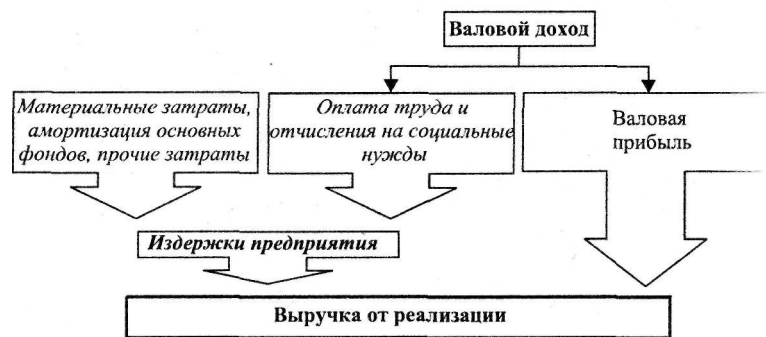 Валовой доход
Материальные затраты,
амортизация основных
фондов, прочие затраты
Оплата труда и
отчисления на социальные
нужды
Валовая
прибыль
Издержки предприятия
Выручка от реализации